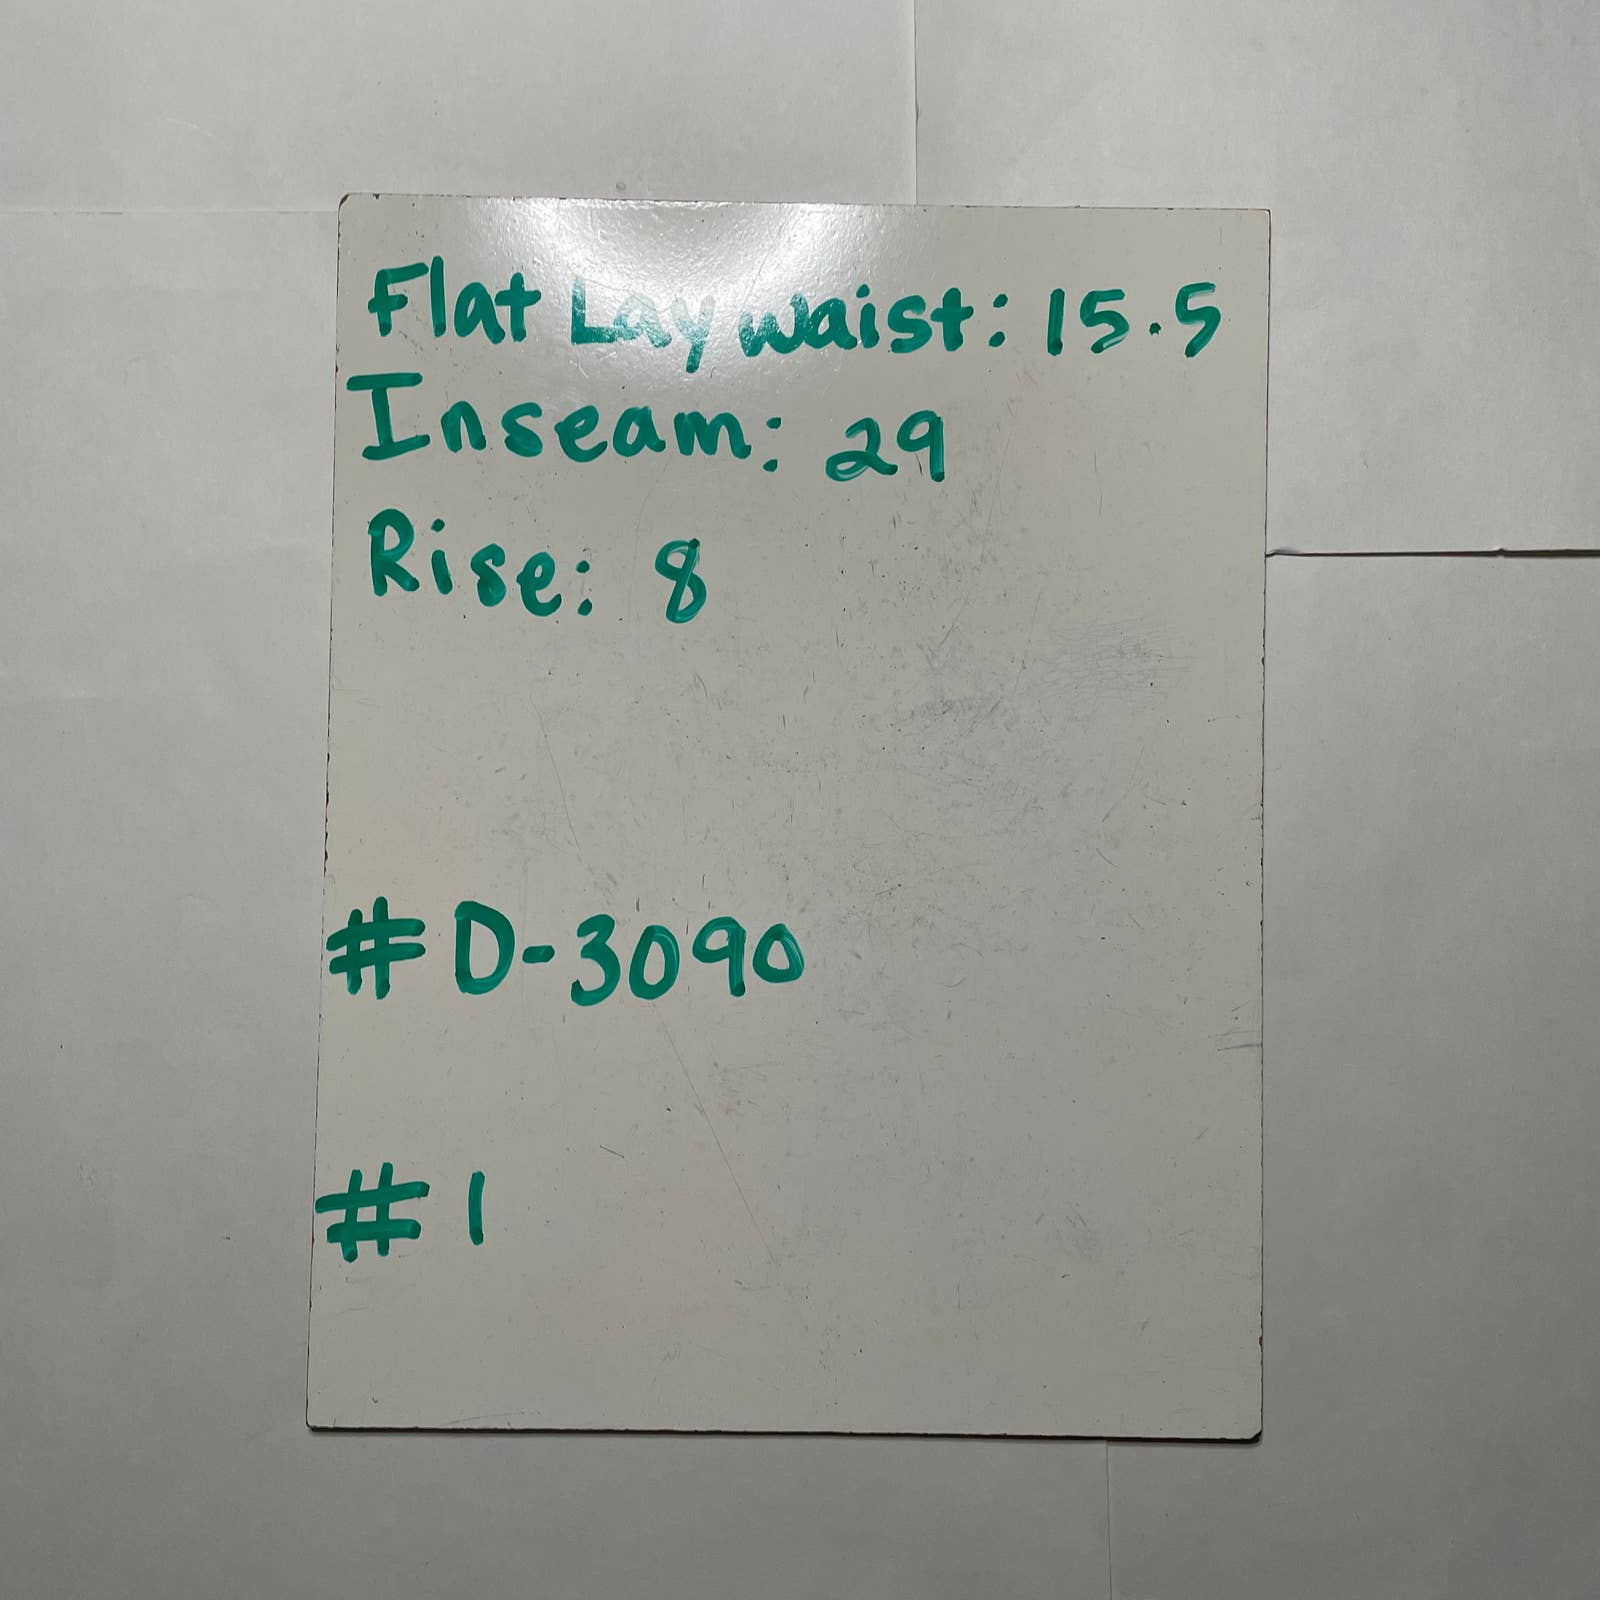 Flat Lay waist: 15.5
Inseam: 29
Rise: 8
# D-3090
# 1